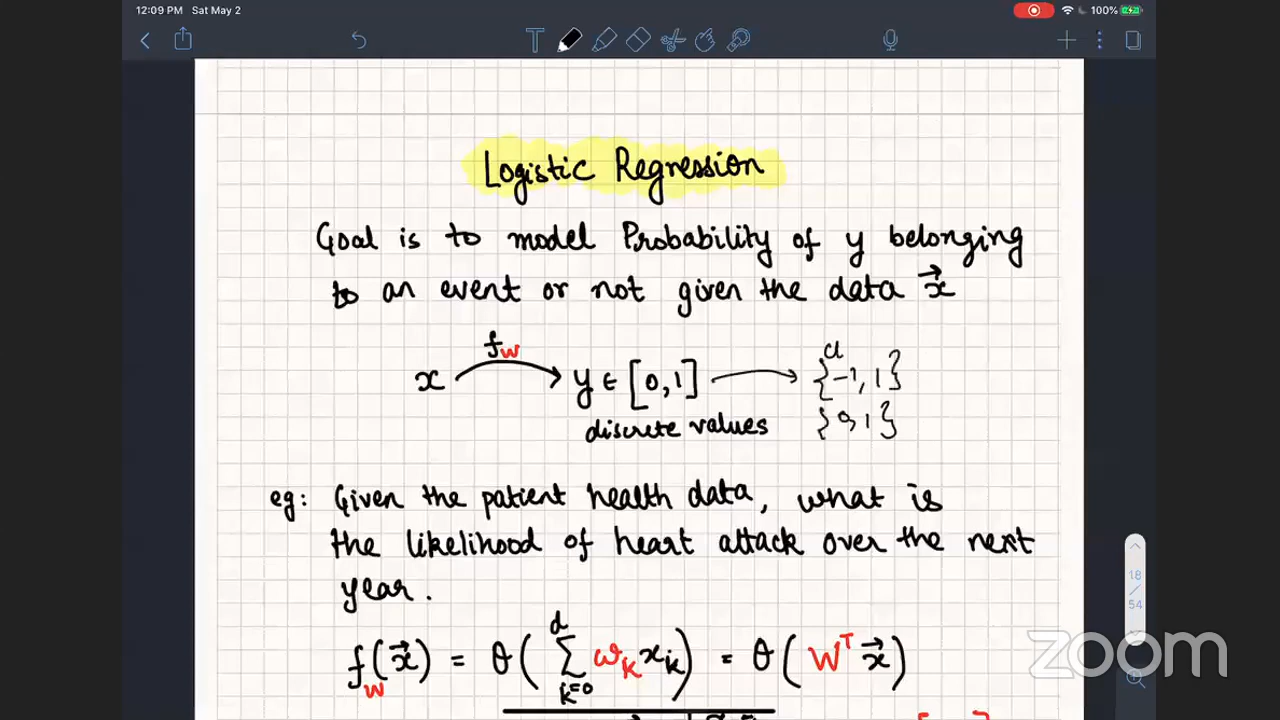 12:09 PM Sat May 2
100%
Logistic Regression
Goal is to model Probability of y belonging
to an event or not given the data x⃗
f_w
x → y ∈ [0,1] → {-1, 1}
discrete values {0, 1}
eg: Given the patient health data, what is
the likelihood of heart attack over the next
year.
f_w(x⃗) = θ(∑_{k=0}^{d} w_k x_k) = θ(W^T x⃗)
18
/
54
zoom